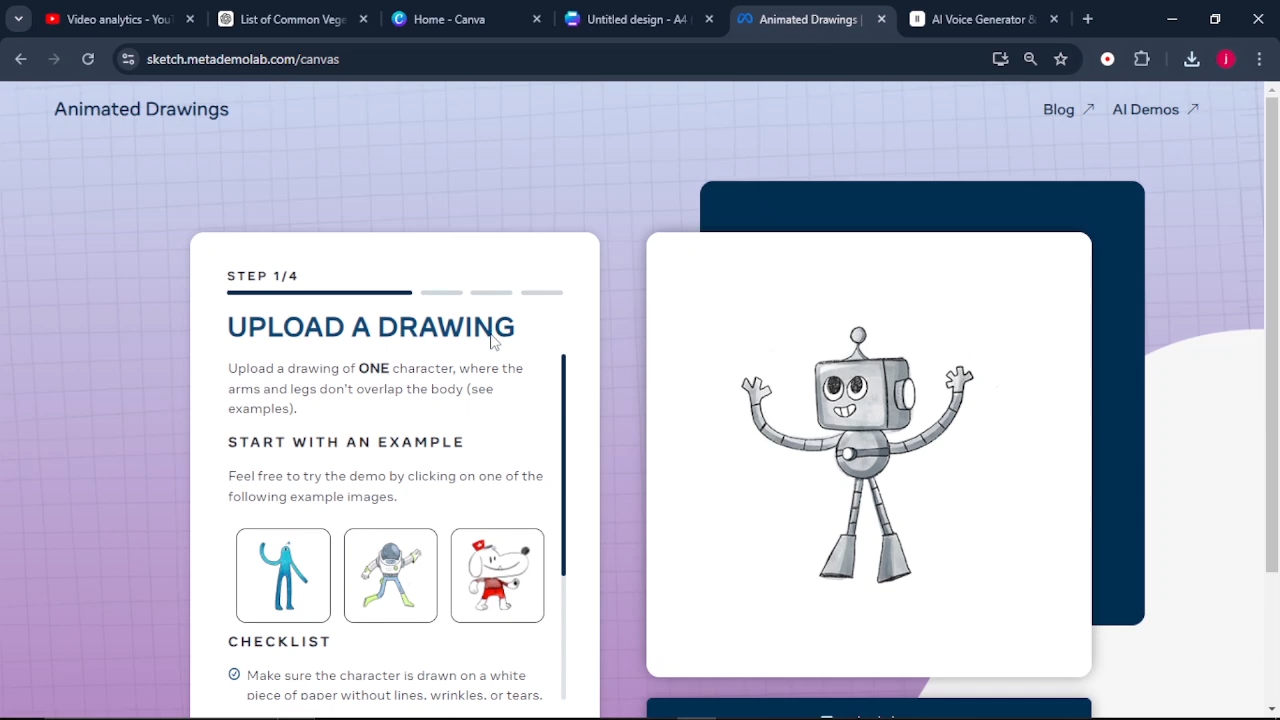 Video analytics - You
List of Common Vege
Home - Canva
Untitled design - A4
Animated Drawings |
AI Voice Generator &
sketch.metademolab.com/canvas
j
Animated Drawings
Blog
AI Demos
STEP 1/4
UPLOAD A DRAWING
Upload a drawing of ONE character, where the
arms and legs don't overlap the body (see
examples).
START WITH AN EXAMPLE
Feel free to try the demo by clicking on one of the
following example images.
CHECKLIST
Make sure the character is drawn on a white
piece of paper without lines, wrinkles, or tears.